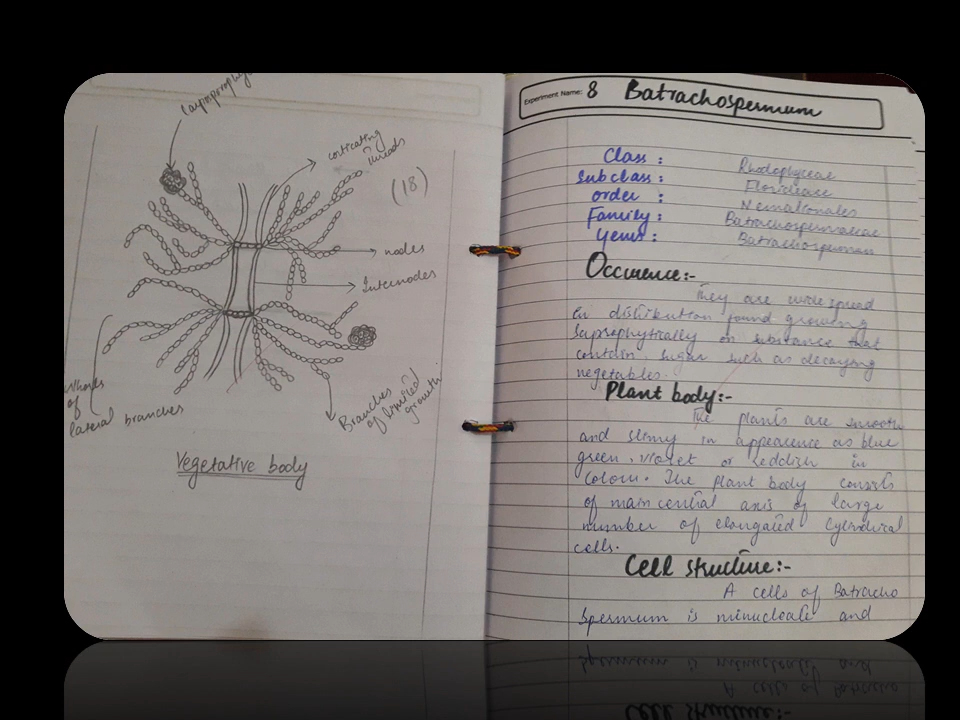 corticating
threads
(18)
nodes
Internodes
Whorls
of
lateral branches
Branches
of limited
growth
Vegetative body
Experiment Name: 8 Batrachospermum
Class : Rhodophyceae
Subclass : Florideae
order : Nemalionales
Family : Batrachospermaceae
Genus : Batrachospermum
Occurence:-
They are widespread
in distribution found growing
Saprophytically on substance that
contain sugar such as decaying
vegetables.
Plant body:-
The plants are smooth
and slimy in appearence as blue
green, violet or reddish in
Colour. The plant body consists
of main central axis of large
number of elongated Cylindrical
cells.
Cell structure:-
A cells of Batracho
Spermum is uninucleate and